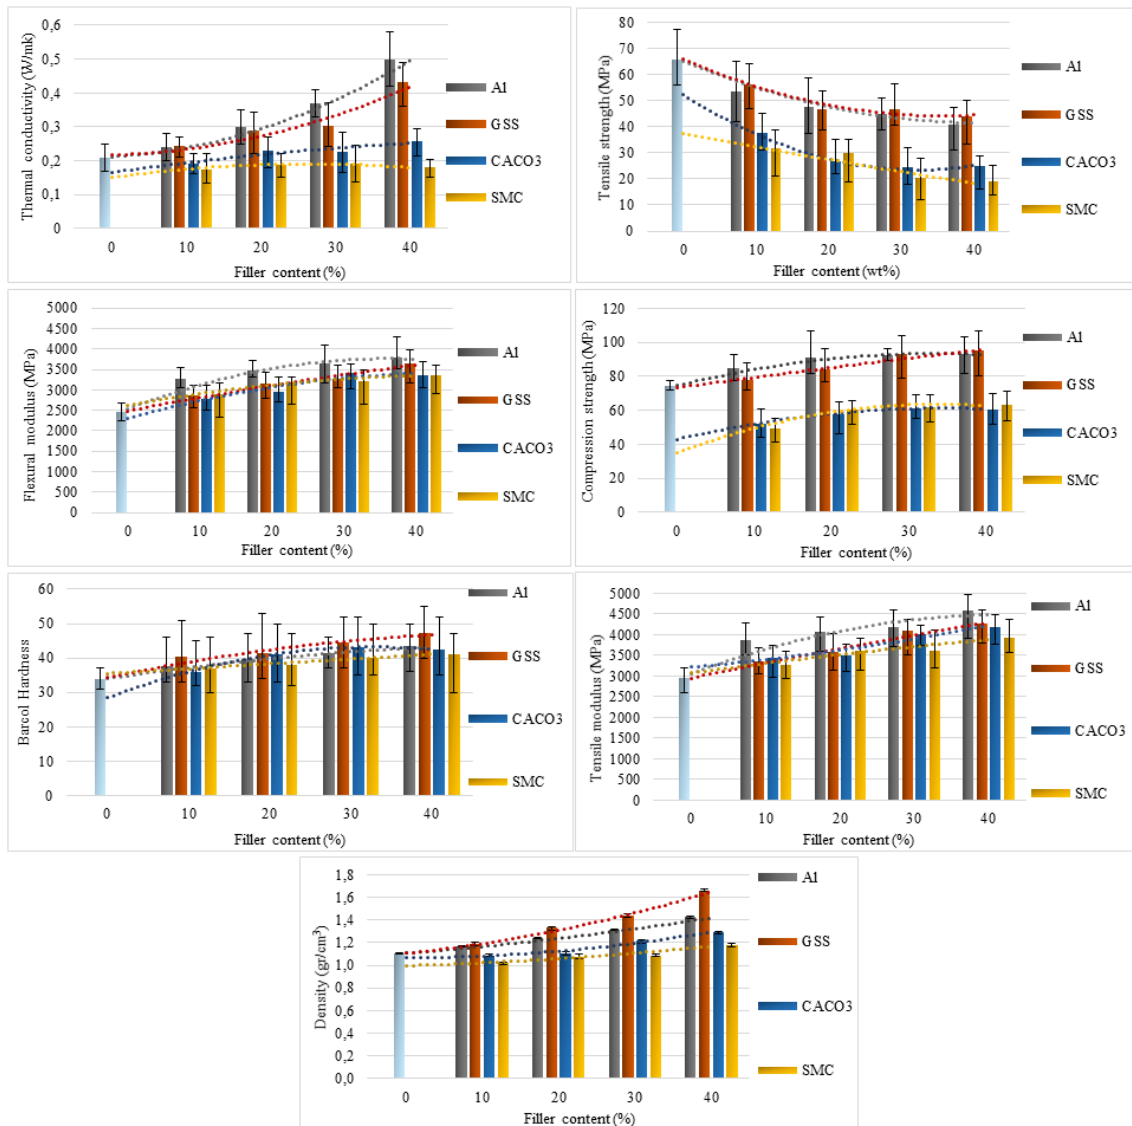 Thermal conductivity (W/mk)
0,6
0,5
0,4
0,3
0,2
0,1
0
0 10 20 30 40
Filler content (%)
A1
GSS
CACO3
SMC
Tensile strength (MPa)
80
70
60
50
40
30
20
10
0
0 10 20 30 40
Filler content (wt%)
A1
GSS
CACO3
SMC
Flexural modulus (MPa)
5000
4500
4000
3500
3000
2500
2000
1500
1000
500
0
0 10 20 30 40
Filler content (%)
A1
GSS
CACO3
SMC
Compression strength (MPa)
120
100
80
60
40
20
0
0 10 20 30 40
Filler content (%)
A1
GSS
CACO3
SMC
Barcol Hardness
60
50
40
30
20
10
0
0 10 20 30 40
Filler content (%)
A1
GSS
CACO3
SMC
Tensile modulus (MPa)
5000
4500
4000
3500
3000
2500
2000
1500
1000
500
0
0 10 20 30 40
Filler content (%)
A1
GSS
CACO3
SMC
Density (gr/cm³)
1,8
1,6
1,4
1,2
1,0
0,8
0,6
0,4
0,2
0,0
0 10 20 30 40
Filler content (%)
A1
GSS
CACO3
SMC